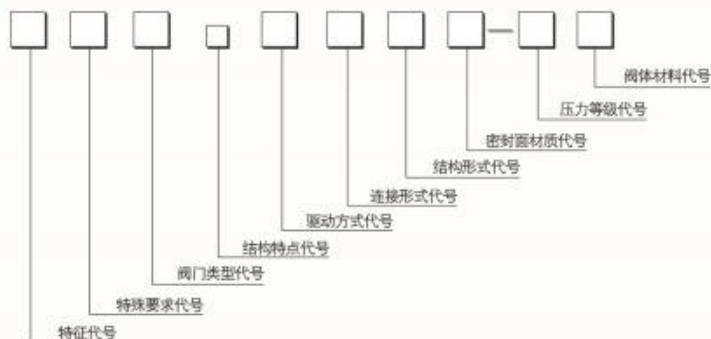 阀体材料代号
压力等级代号
密封面材质代号
结构形式代号
连接形式代号
驱动方式代号
结构特点代号
阀门类型代号
特殊要求代号
特征代号